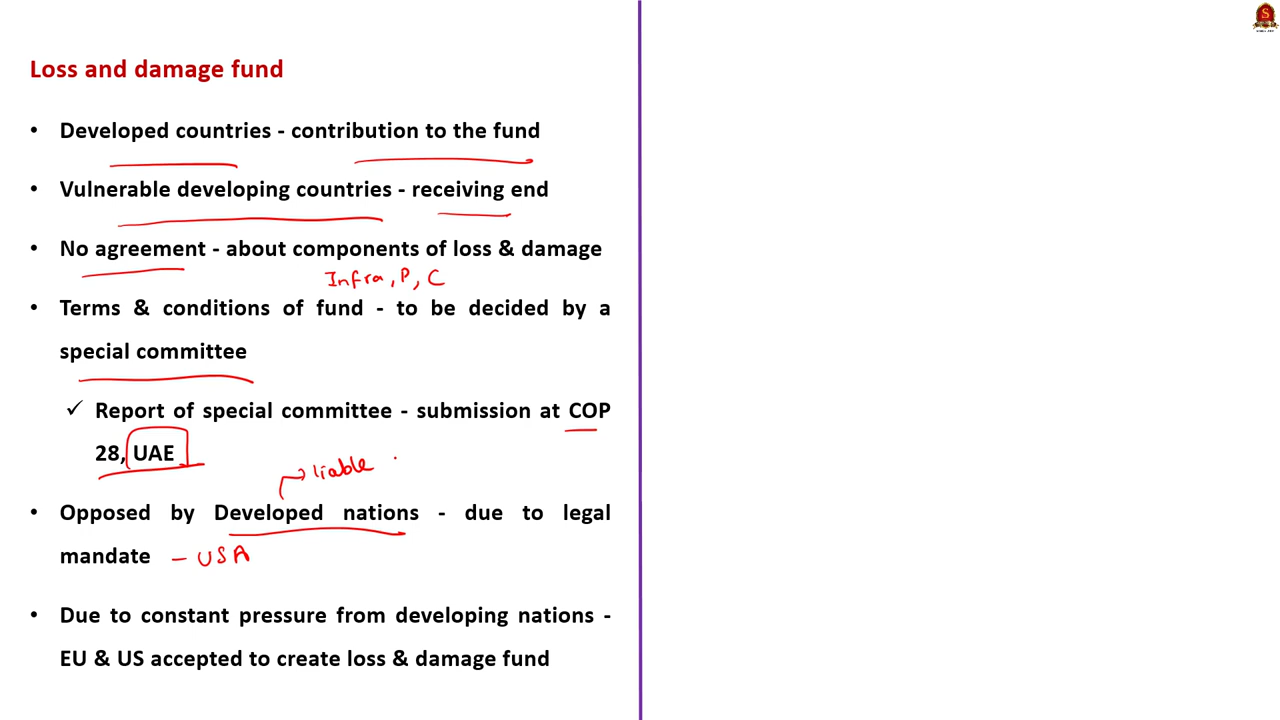 Loss and damage fund
• Developed countries - contribution to the fund
• Vulnerable developing countries - receiving end
• No agreement - about components of loss & damage
Infra, P, C
• Terms & conditions of fund - to be decided by a
special committee
✓ Report of special committee - submission at COP
28, UAE
liable
• Opposed by Developed nations - due to legal
mandate - USA
• Due to constant pressure from developing nations -
EU & US accepted to create loss & damage fund
S